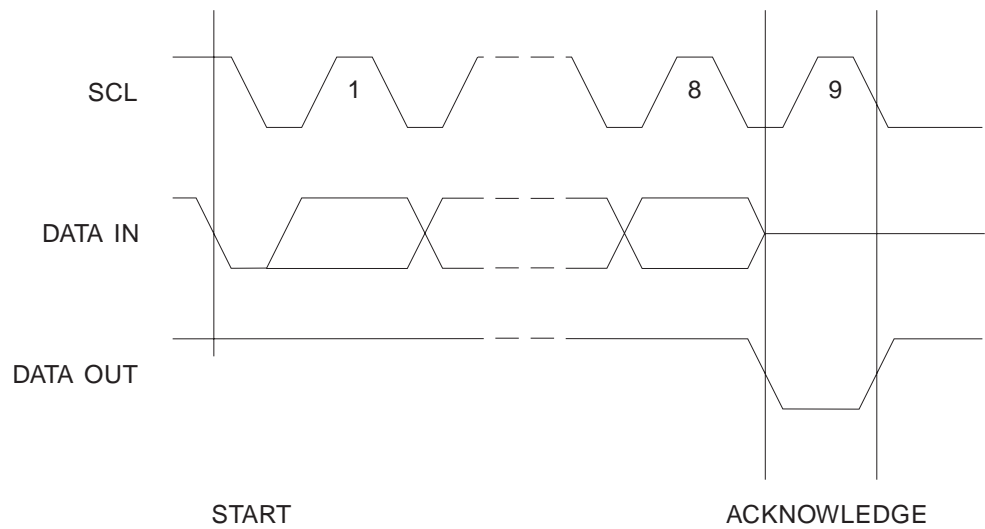 SCL
1
8
9
DATA IN
DATA OUT
START
ACKNOWLEDGE